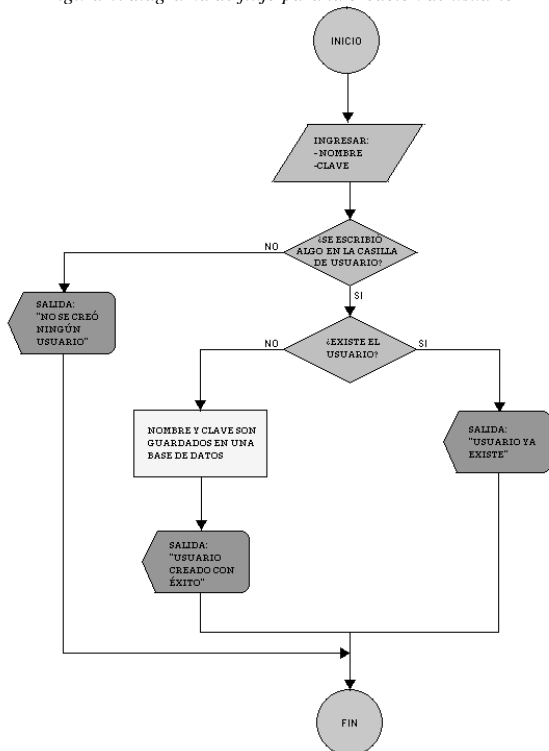 INICIO
INGRESAR:
- NOMBRE
-CLAVE
¿SE ESCRIBIÓ
ALGO EN LA CASILLA
DE USUARIO?
NO
SI
SALIDA:
"NO SE CREÓ
NINGÚN
USUARIO"
¿EXISTE EL
USUARIO?
NO
SI
NOMBRE Y CLAVE SON
GUARDADOS EN UNA
BASE DE DATOS
SALIDA:
"USUARIO YA
EXISTE"
SALIDA:
"USUARIO
CREADO CON
ÉXITO"
FIN